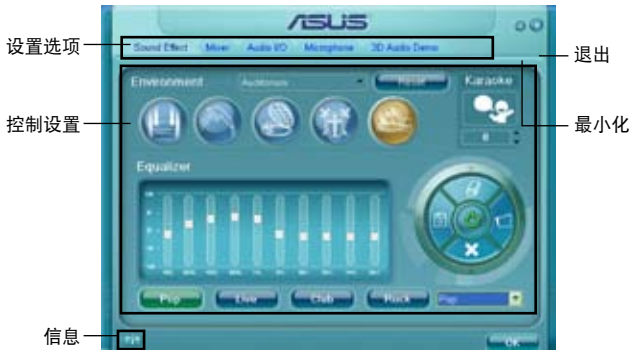 ASUS
设置选项
Sound Effect Mixer Audio I/O Microphone 3D Audio Demo
退出
Environment Auditorium Reset Karaoke
控制设置
最小化
Equalizer
Pop Live Club Rock Pop
信息
OK